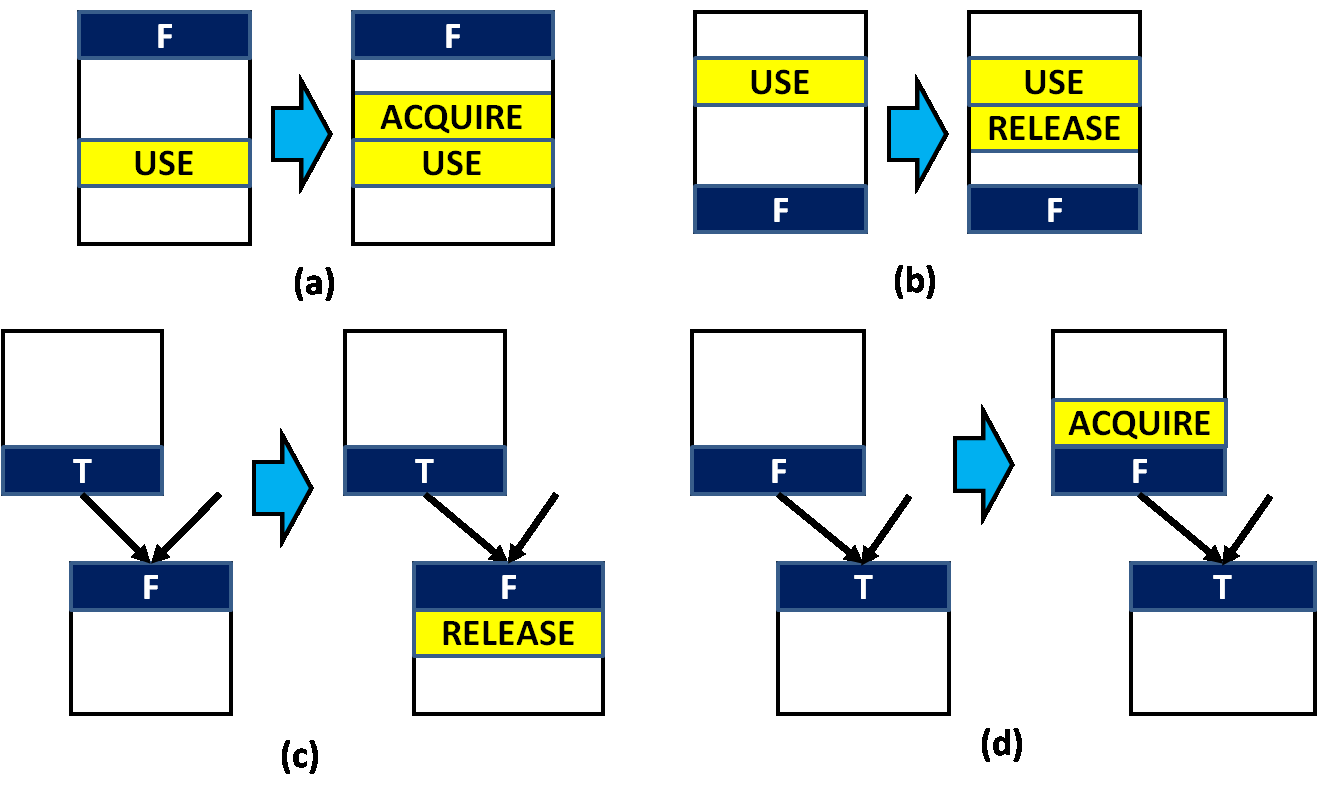 F
F
ACQUIRE
USE
USE
(a)
USE
USE
RELEASE
F
F
(b)
T
T
F
F
RELEASE
(c)
ACQUIRE
F
F
T
T
(d)